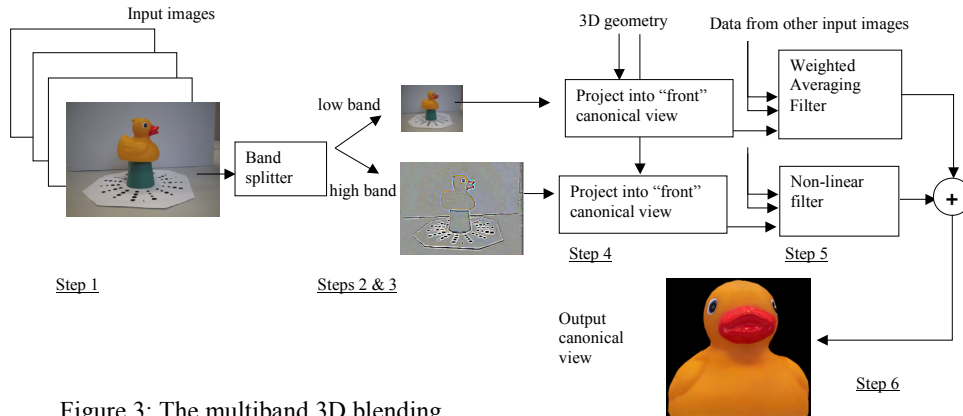 Input images
3D geometry
Data from other input images
low band
high band
Band
splitter
Project into “front”
canonical view
Project into “front”
canonical view
Weighted
Averaging
Filter
Non-linear
filter
+
Step 1
Steps 2 & 3
Step 4
Step 5
Output
canonical
view
Step 6
Figure 3: The multiband 3D blending